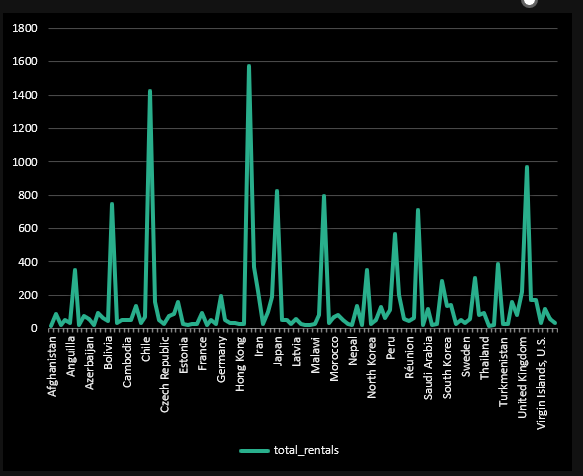 1800
1600
1400
1200
1000
800
600
400
200
0
Afghanistan
Anguilla
Azerbaijan
Bolivia
Cambodia
Chile
Czech Republic
Estonia
France
Germany
Hong Kong
Iran
Japan
Latvia
Malawi
Morocco
Nepal
North Korea
Peru
Réunion
Saudi Arabia
South Korea
Sweden
Thailand
Turkmenistan
United Kingdom
Virgin Islands, U.S.
total_rentals